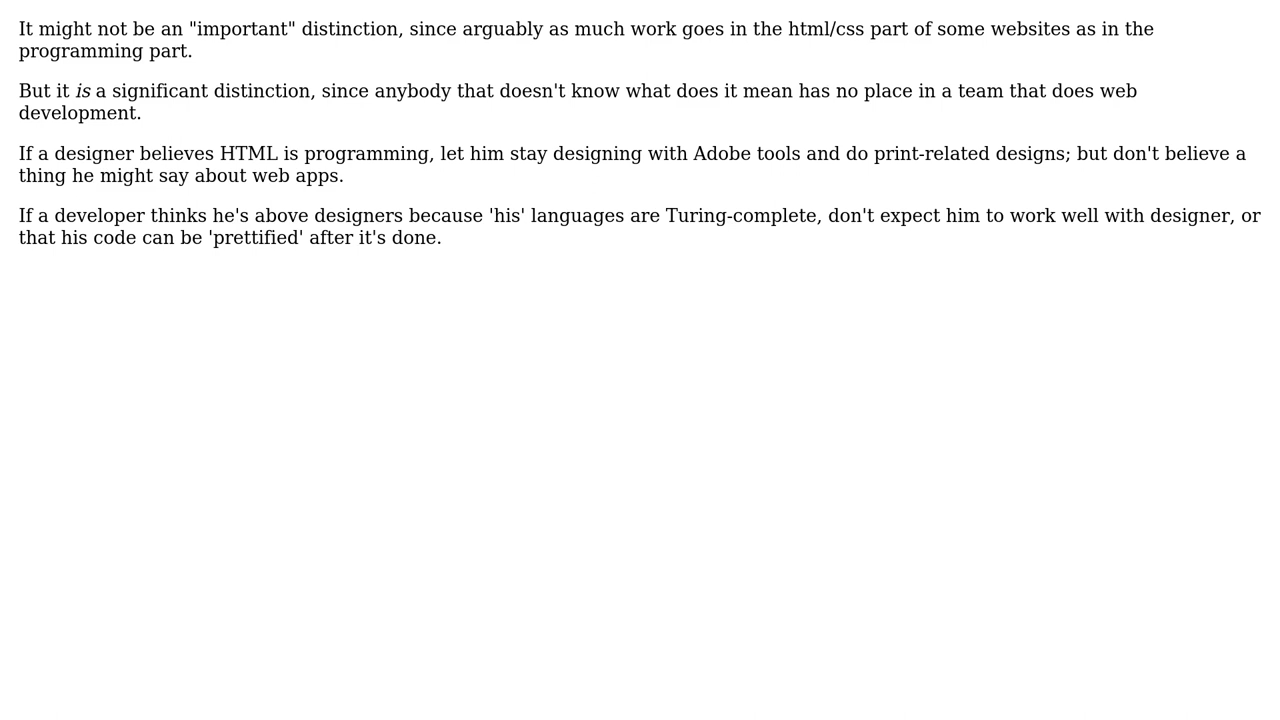 It might not be an "important" distinction, since arguably as much work goes in the html/css part of some websites as in the
programming part.
But it is a significant distinction, since anybody that doesn't know what does it mean has no place in a team that does web
development.
If a designer believes HTML is programming, let him stay designing with Adobe tools and do print-related designs; but don't believe a
thing he might say about web apps.
If a developer thinks he's above designers because 'his' languages are Turing-complete, don't expect him to work well with designer, or
that his code can be 'prettified' after it's done.